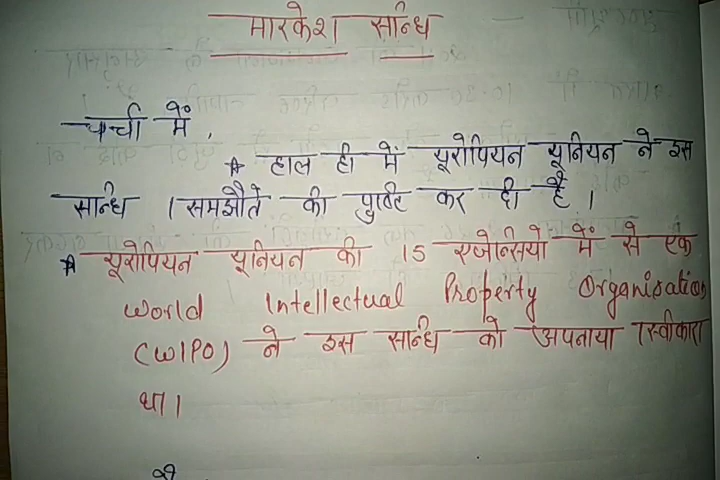 मारकेश सन्धि
चर्चा में,
* हाल ही में यूरोपियन यूनियन ने इस
सन्धि /समझौते की पुष्टि कर दी है।
* यूरोपियन यूनियन की 15 एजेन्सियो में से एक
World Intellectual Property Organisation
(WIPO) ने इस सन्धि को अपनाया /स्वीकारा
था।